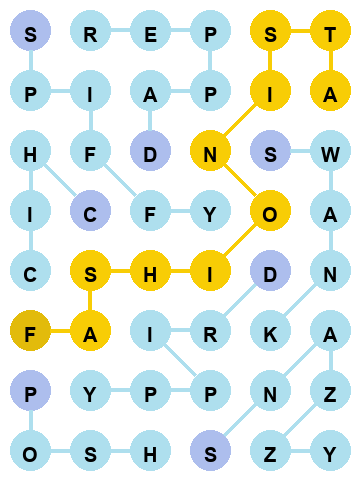 S R E P S T
P I A P I A
H F D N S W
I C F Y O A
C S H I D N
F A I R K A
P Y P P N Z
O S H S Z Y